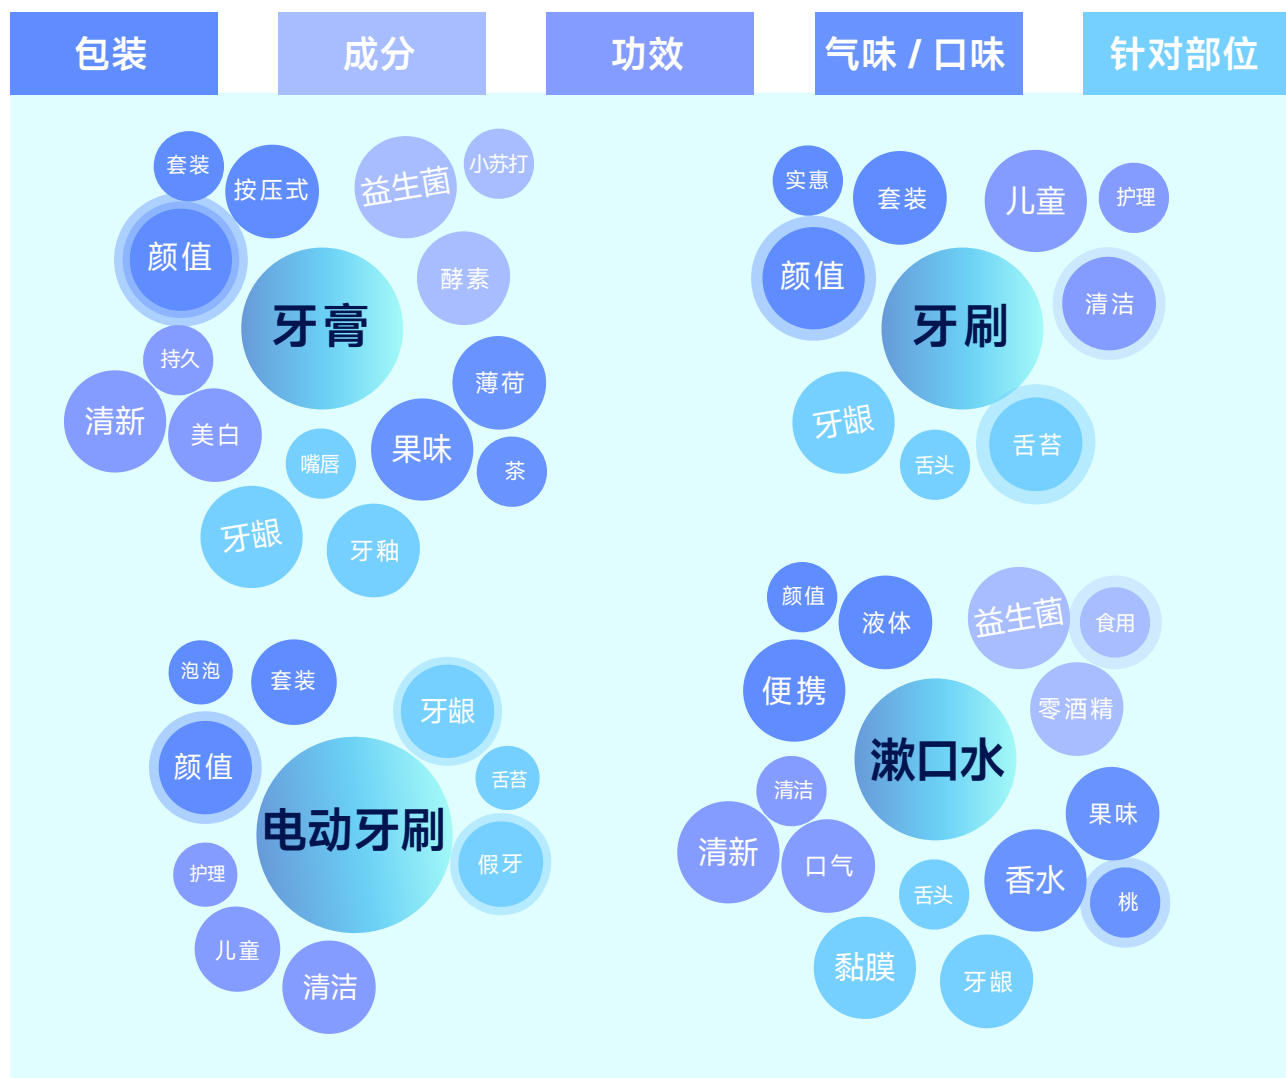 包装
成分
功效
气味 / 口味
针对部位
套装
按压式
颜值
益生菌
小苏打
酵素
牙膏
持久
清新
美白
薄荷
果味
茶
嘴唇
牙龈
牙釉
实惠
套装
颜值
儿童
护理
清洁
牙刷
牙龈
舌头
舌苔
泡泡
套装
颜值
牙龈
舌苔
假牙
电动牙刷
护理
儿童
清洁
颜值
液体
便携
益生菌
食用
零酒精
漱口水
清洁
清新
口气
果味
香水
桃
舌头
黏膜
牙龈